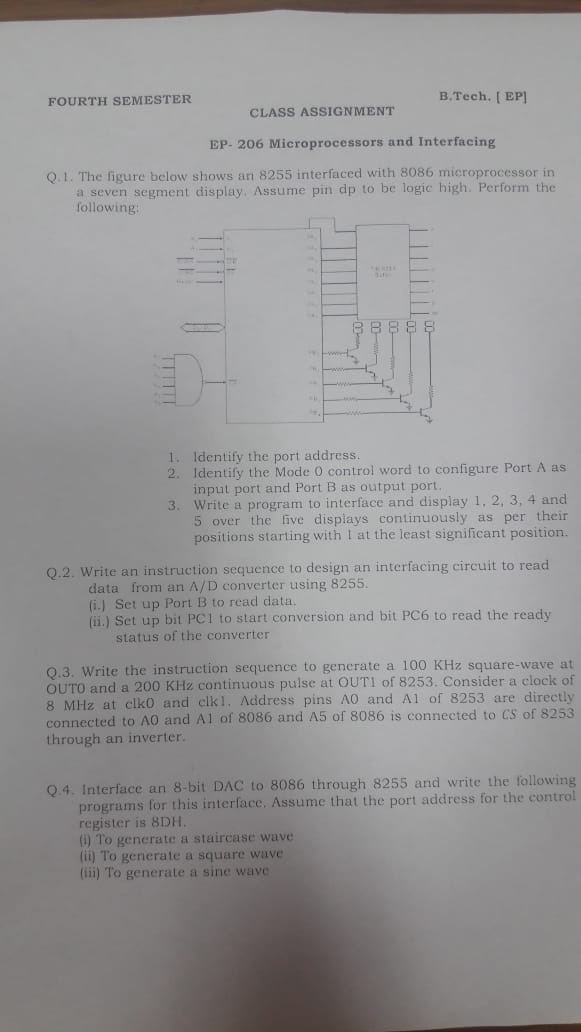 FOURTH SEMESTER
B.Tech. [ EP]
CLASS ASSIGNMENT
EP- 206 Microprocessors and Interfacing
Q.1. The figure below shows an 8255 interfaced with 8086 microprocessor in
a seven segment display. Assume pin dp to be logic high. Perform the
following:
1. Identify the port address.
2. Identify the Mode 0 control word to configure Port A as
input port and Port B as output port.
3. Write a program to interface and display 1, 2, 3, 4 and
5 over the five displays continuously as per their
positions starting with 1 at the least significant position.
Q.2. Write an instruction sequence to design an interfacing circuit to read
data from an A/D converter using 8255.
(i.) Set up Port B to read data.
(ii.) Set up bit PC1 to start conversion and bit PC6 to read the ready
status of the converter
Q.3. Write the instruction sequence to generate a 100 KHz square-wave at
OUT0 and a 200 KHz continuous pulse at OUT1 of 8253. Consider a clock of
8 MHz at clk0 and clk1. Address pins A0 and A1 of 8253 are directly
connected to A0 and A1 of 8086 and A5 of 8086 is connected to CS of 8253
through an inverter.
Q.4. Interface an 8-bit DAC to 8086 through 8255 and write the following
programs for this interface. Assume that the port address for the control
register is 8DH.
(i) To generate a staircase wave
(ii) To generate a square wave
(iii) To generate a sine wave